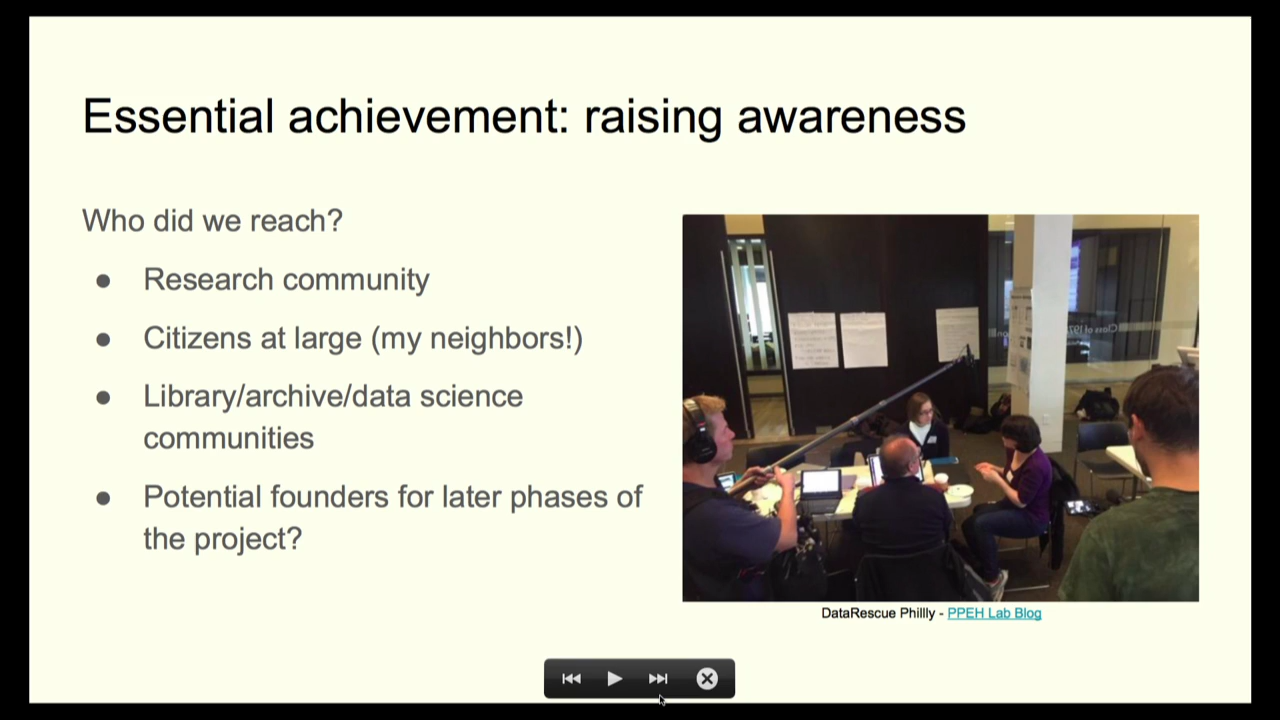 Essential achievement: raising awareness
Who did we reach?
● Research community
● Citizens at large (my neighbors!)
● Library/archive/data science
communities
● Potential founders for later phases of
the project?
DataRescue Phillly - PPEH Lab Blog